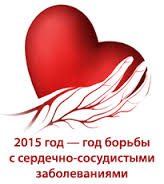 2015 год — год борьбы
с сердечно-сосудистыми
заболеваниями